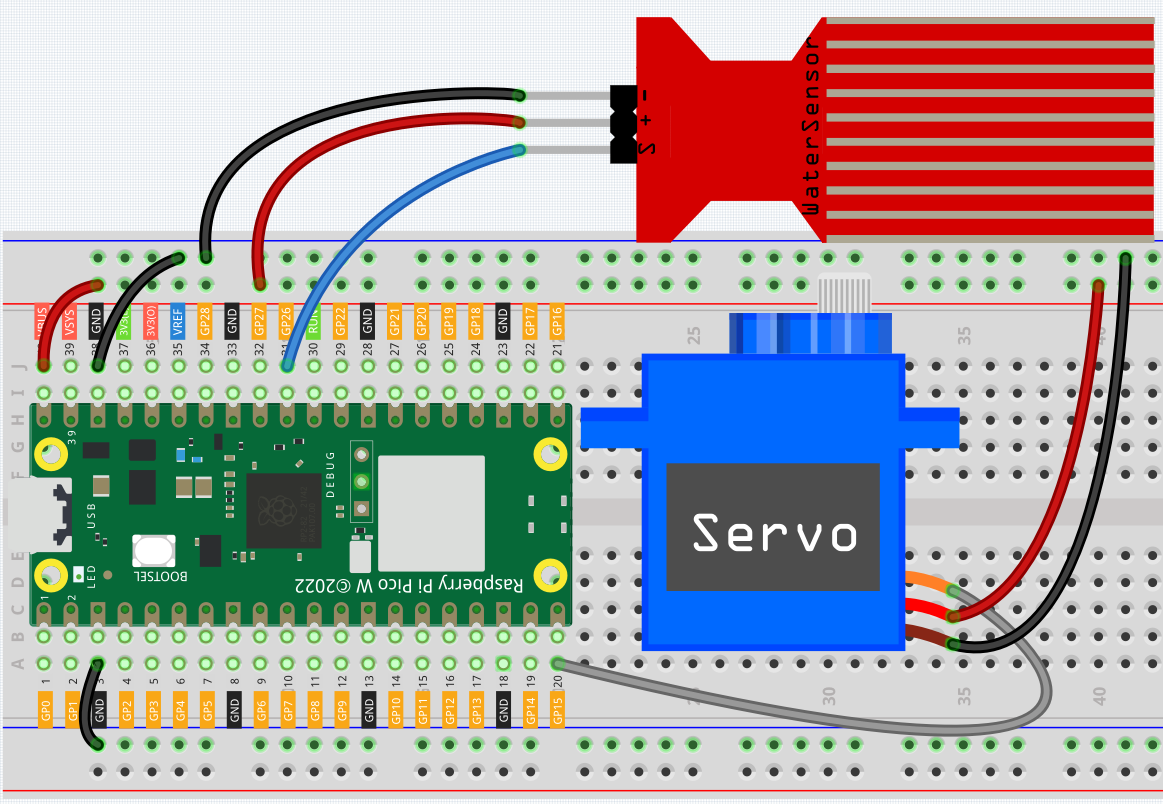 WaterSensor
-
+
S
VBUS
VSYS
GND
3V3(O)
VREF
GP28
GND
GP27
GP26
RUN
GP22
GND
GP21
GP20
GP19
GP18
GND
GP17
GP16
39
38
37
36
35
34
33
32
31
30
29
28
27
26
25
24
23
22
21
25
35
40
J
I
H
G
F
39
USB
DEBUG
LED
BOOTSEL
Raspberry Pi Pico W ©2022
1
2
Servo
E
D
C
B
A
1
2
3
4
5
6
7
8
9
10
11
12
13
14
15
16
17
18
19
20
30
35
40
GP0
GP1
GND
GP2
GP3
GP4
GP5
GND
GP6
GP7
GP8
GP9
GND
GP10
GP11
GP12
GP13
GND
GP14
GP15